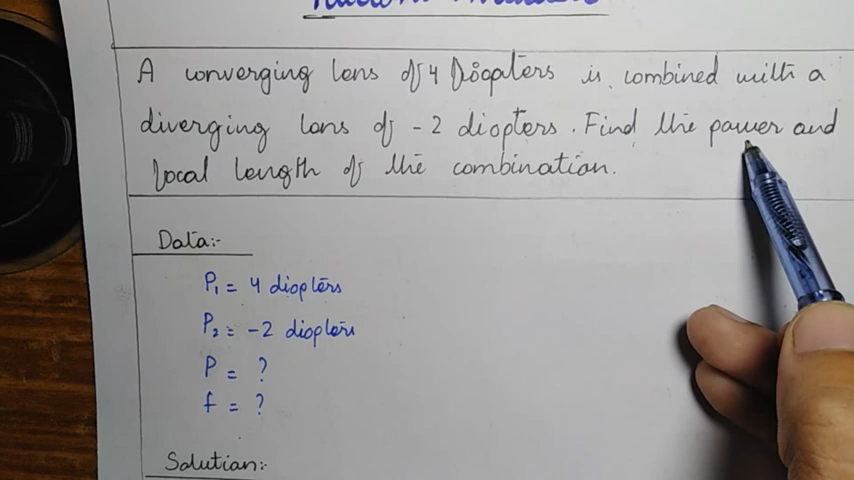 A converging lens of 4 Diopters is combined with a
diverging lens of - 2 diopters. Find the power and
focal length of the combination.
Data:-
P₁ = 4 diopters
P₂ = -2 diopters
P = ?
f = ?
Solution:-